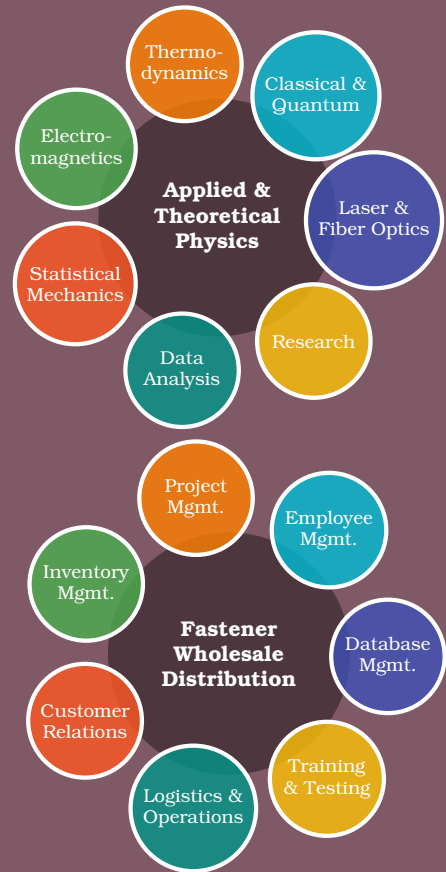 Thermo-
dynamics
Classical &
Quantum
Electro-
magnetics
Applied &
Theoretical
Physics
Laser &
Fiber Optics
Statistical
Mechanics
Research
Data
Analysis
Project
Mgmt.
Employee
Mgmt.
Inventory
Mgmt.
Fastener
Wholesale
Distribution
Database
Mgmt.
Customer
Relations
Training
& Testing
Logistics &
Operations